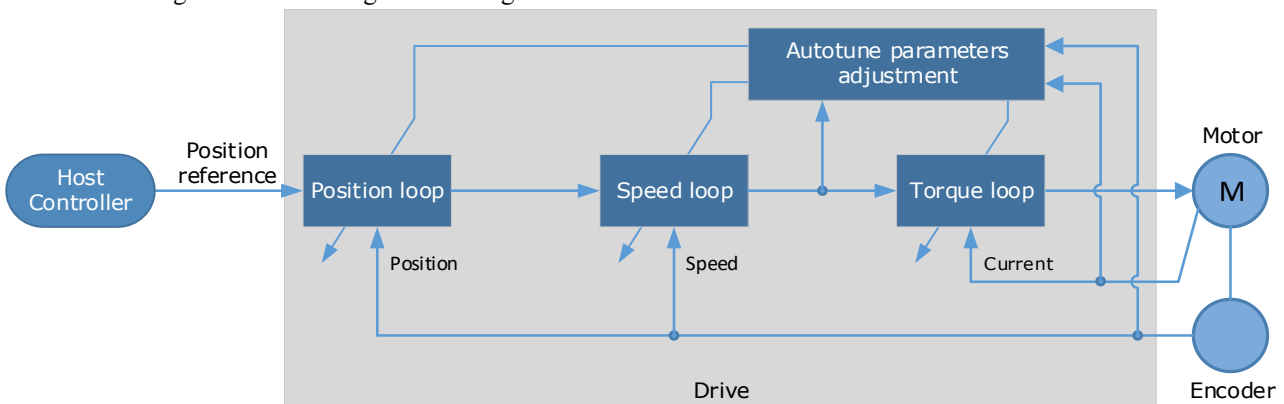 Autotune parameters
adjustment
Motor
Position
reference
Host
Controller
Position loop
Speed loop
Torque loop
M
Position
Speed
Current
Drive
Encoder